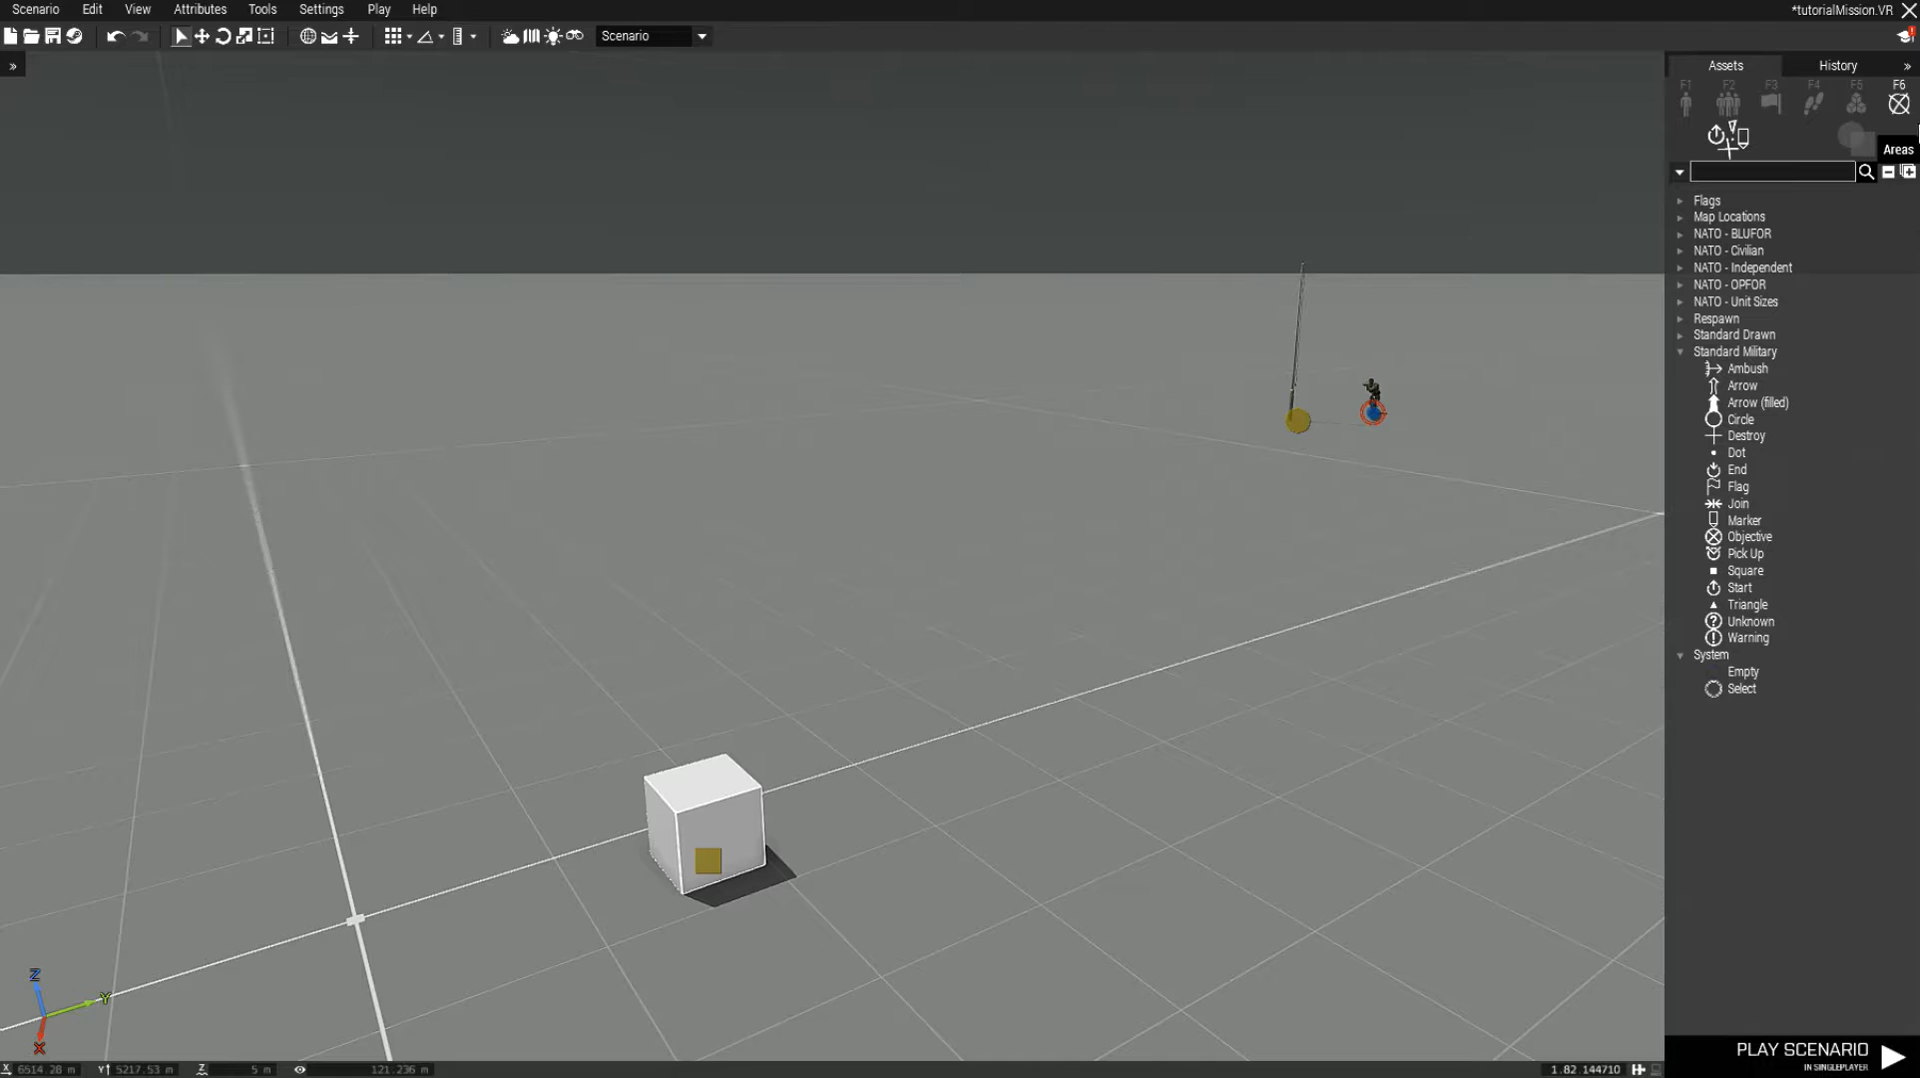 Scenario Edit View Attributes Tools Settings Play Help
*tutorialMission.VR
Scenario
Assets History
F1 F2 F3 F4 F5 F6
Areas
Flags
Map Locations
NATO - BLUFOR
NATO - Civilian
NATO - Independent
NATO - OPFOR
NATO - Unit Sizes
Respawn
Standard Drawn
Standard Military
Ambush
Arrow
Arrow (filled)
Circle
Destroy
Dot
End
Flag
Join
Marker
Objective
Pick Up
Square
Start
Triangle
Unknown
Warning
System
Empty
Select
Z
Y
X
PLAY SCENARIO
IN SINGLEPLAYER
X 6514.28 m Y 5217.53 m Z 5 m 121.236 m 1.82.144710